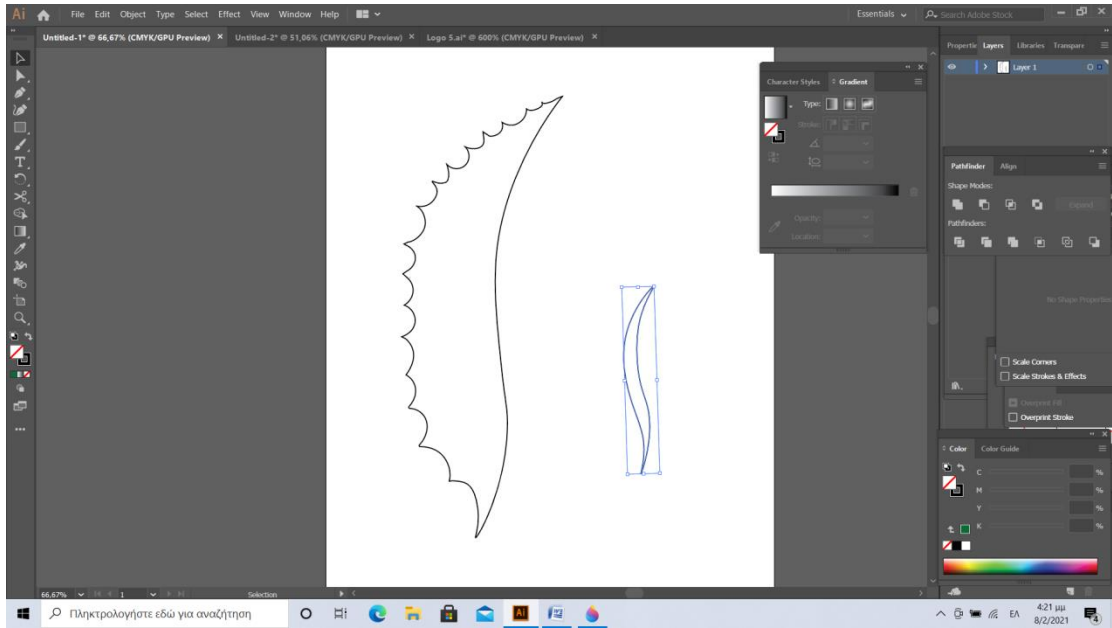 Ai File Edit Object Type Select Effect View Window Help Essentials Search Adobe Stock
Untitled-1* @ 66,67% (CMYK/GPU Preview) × Untitled-2* @ 51,06% (CMYK/GPU Preview) × Logo 5.ai* @ 600% (CMYK/GPU Preview) ×
Properties Layers Libraries Transpare
Layer 1
Character Styles Gradient
Type:
Stroke:
Opacity:
Location:
Pathfinder Align
Shape Modes:
Expand
Pathfinders:
No Shape Properties
Scale Corners
Scale Strokes & Effects
Overprint Fill
Overprint Stroke
Color Color Guide
C %
M %
Y %
K %
66,67% 1 Selection
Πληκτρολογήστε εδώ για αναζήτηση
Ai
ΕΛ
4:21 μμ
8/2/2021
4